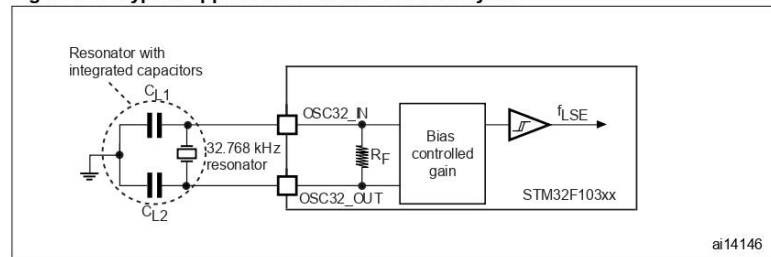 Resonator with
integrated capacitors
CL1
OSC32_IN
fLSE
32.768 kHz
resonator
RF
Bias
controlled
gain
OSC32_OUT
STM32F103xx
CL2
ai14146